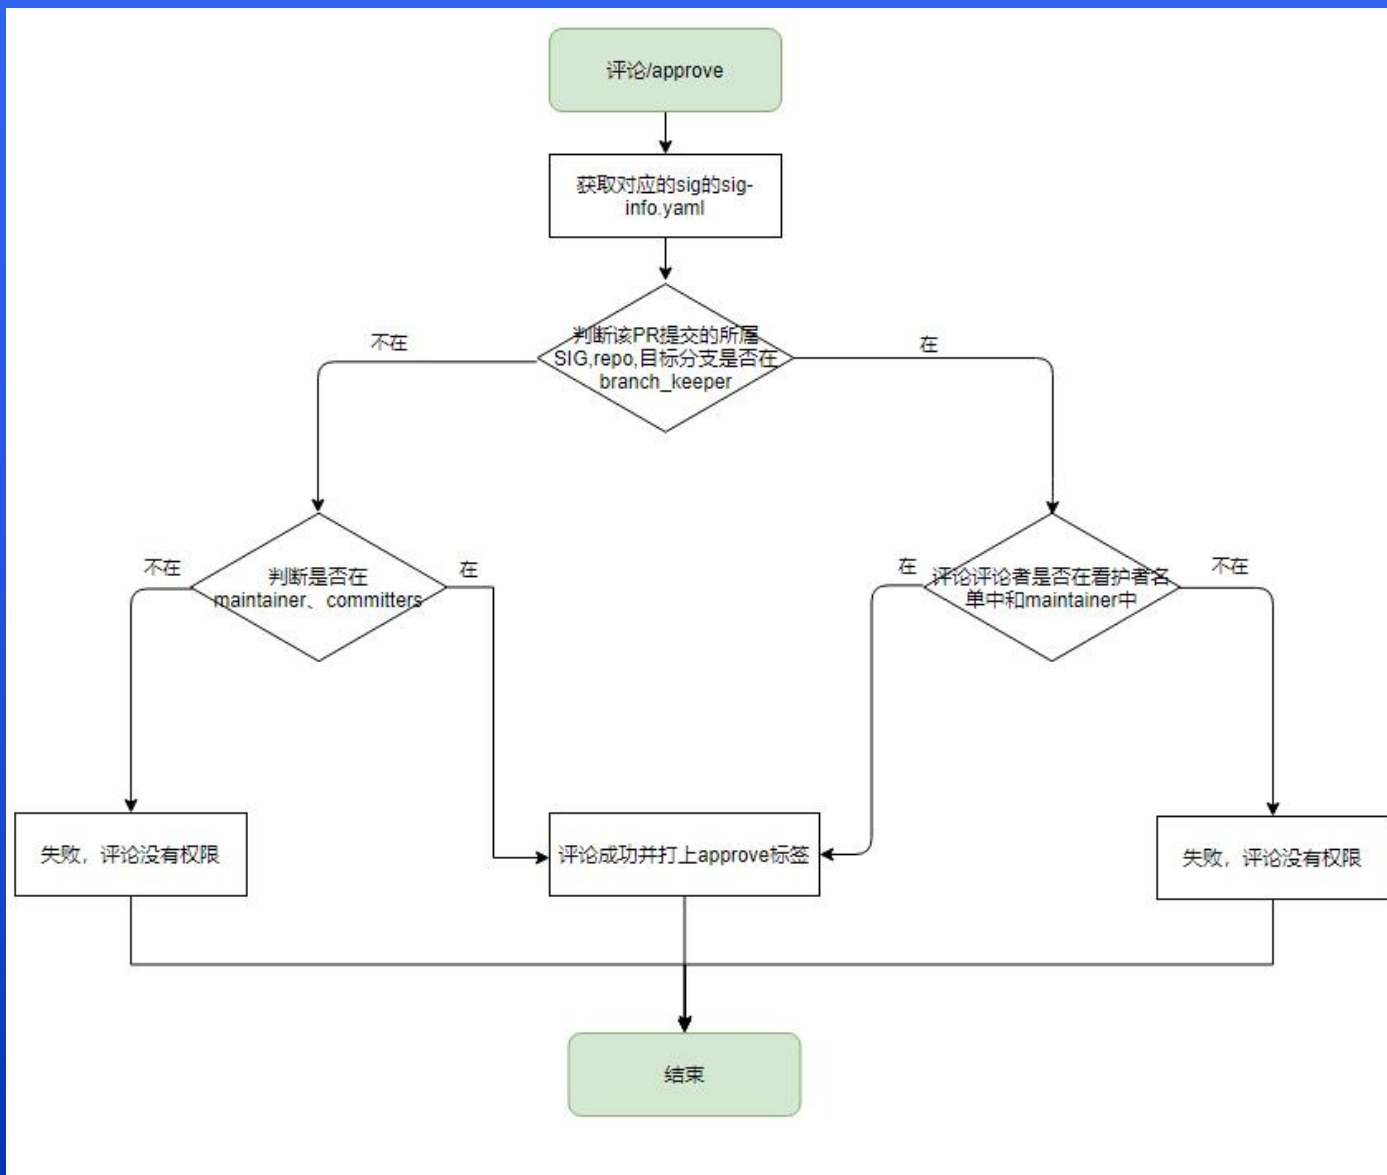 评论/approve
获取对应的sig的sig-
info.yaml
判断该PR提交的所属
SIG,repo,目标分支是否在
branch_keeper
不在
在
不在
判断是否在
maintainer、committers
在
在
评论评论者是否在看护者名
单中和maintainer中
不在
失败，评论没有权限
评论成功并打上approve标签
失败，评论没有权限
结束